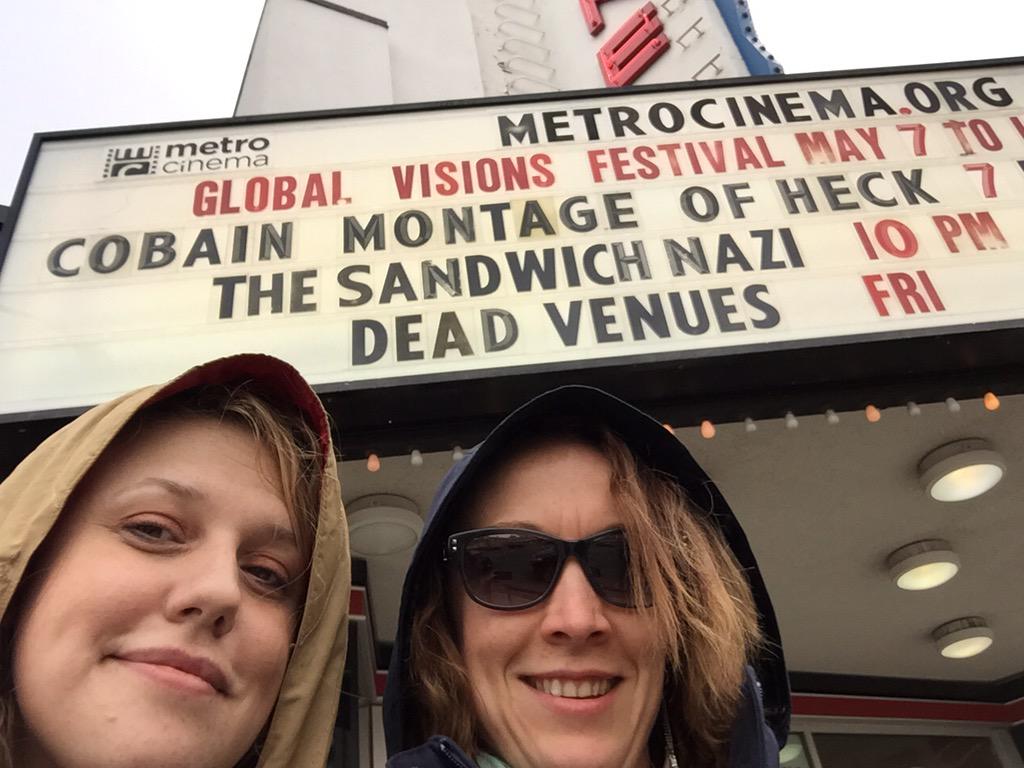 METROCINEMA.ORG
metro
cinema
GLOBAL VISIONS FESTIVAL MAY 7 TO
COBAIN MONTAGE OF HECK 7
THE SANDWICH NAZI 10 PM
DEAD VENUES FRI